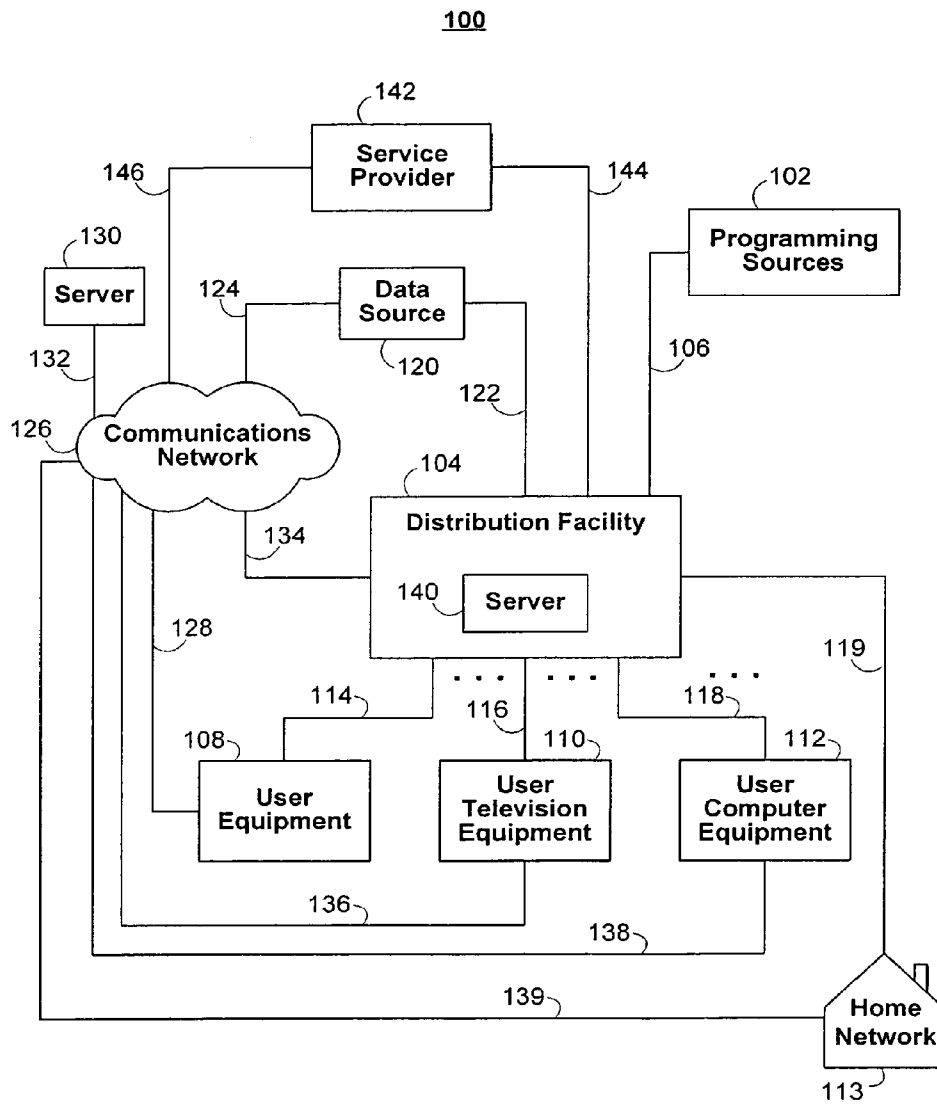 100
142
Service
Provider
146
144
102
Programming
Sources
130
Server
124
Data
Source
120
132
122
106
126
Communications
Network
104
Distribution Facility
134
140
Server
128
119
114
116
118
108
User
Equipment
110
User
Television
Equipment
112
User
Computer
Equipment
136
138
139
Home
Network
113